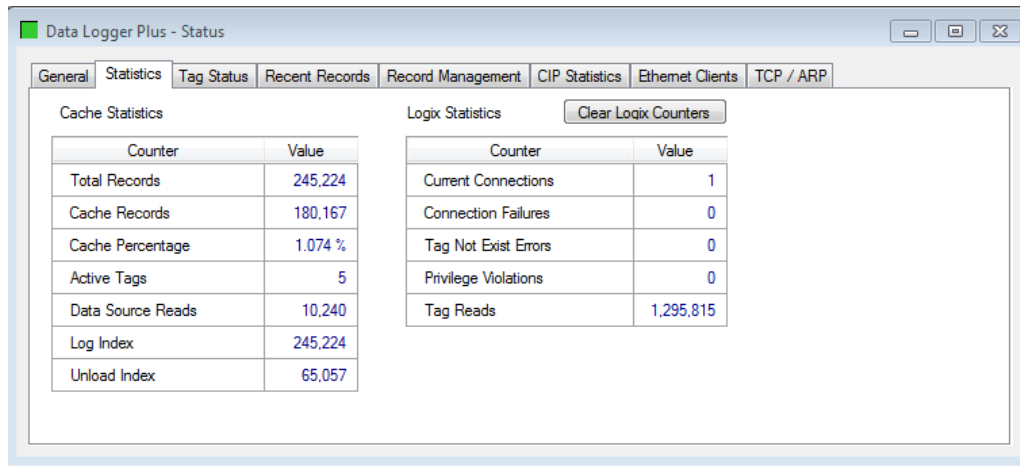 Data Logger Plus - Status
General Statistics Tag Status Recent Records Record Management CIP Statistics Ethernet Clients TCP / ARP
Cache Statistics
Counter Value
Total Records 245,224
Cache Records 180,167
Cache Percentage 1.074 %
Active Tags 5
Data Source Reads 10,240
Log Index 245,224
Unload Index 65,057
Logix Statistics Clear Logix Counters
Counter Value
Current Connections 1
Connection Failures 0
Tag Not Exist Errors 0
Privilege Violations 0
Tag Reads 1,295,815